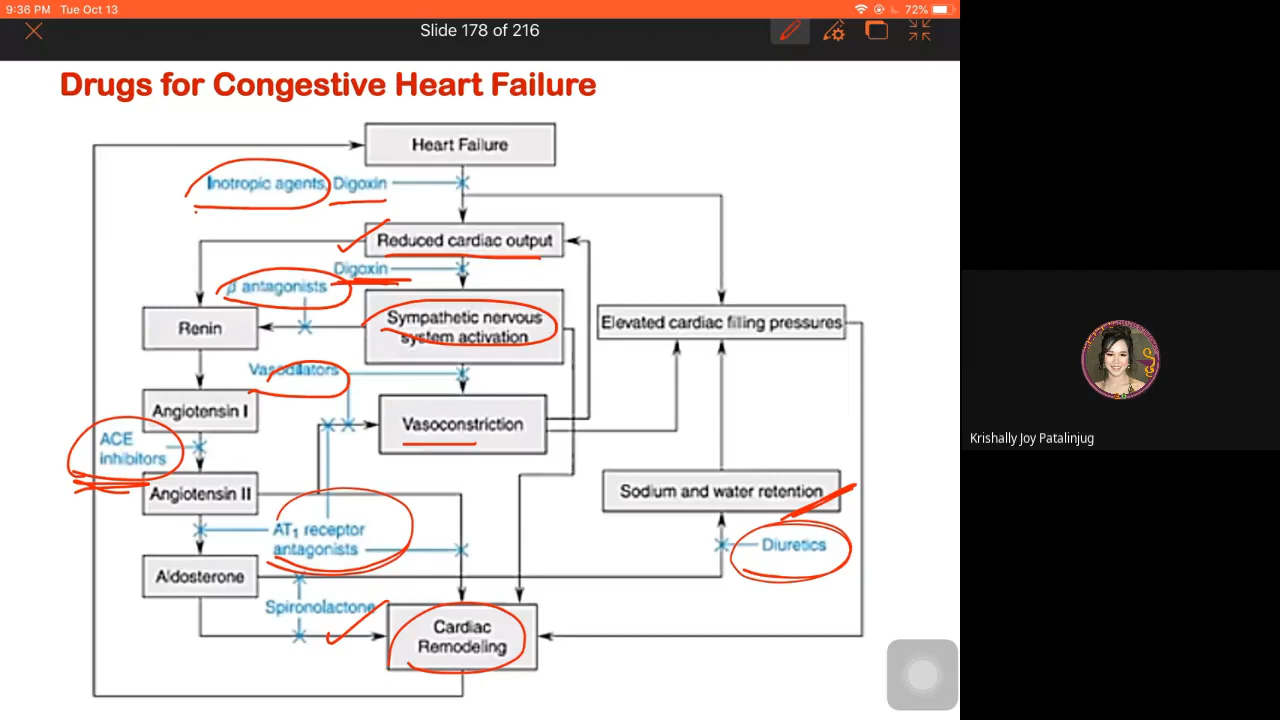 9:36 PM Tue Oct 13
72%
Slide 178 of 216
Drugs for Congestive Heart Failure
Heart Failure
Inotropic agents, Digoxin
Reduced cardiac output
Digoxin
β antagonists
Sympathetic nervous
system activation
Renin
Elevated cardiac filling pressures
Vasodilators
Angiotensin I
Vasoconstriction
ACE
inhibitors
Angiotensin II
Sodium and water retention
AT1 receptor
antagonists
Diuretics
Aldosterone
Spironolactone
Cardiac
Remodeling
Krishally Joy Patalinjug